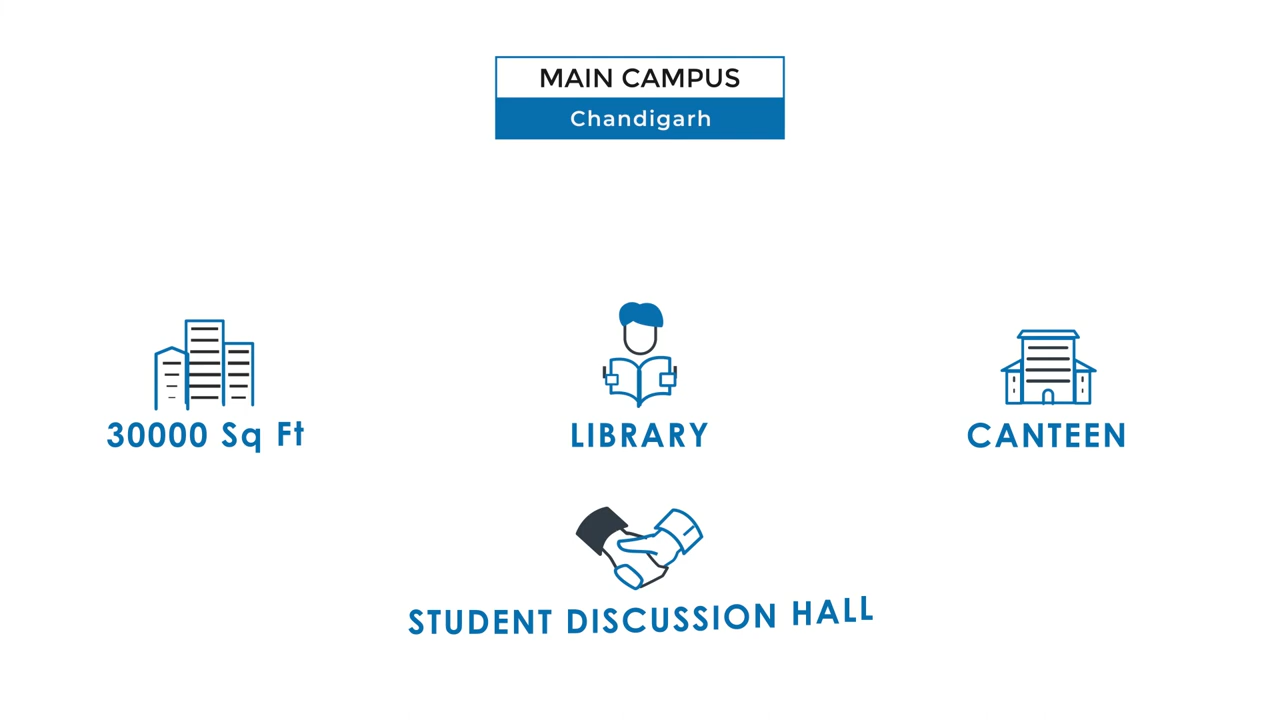 MAIN CAMPUS
Chandigarh
30000 Sq Ft
LIBRARY
CANTEEN
STUDENT DISCUSSION HALL